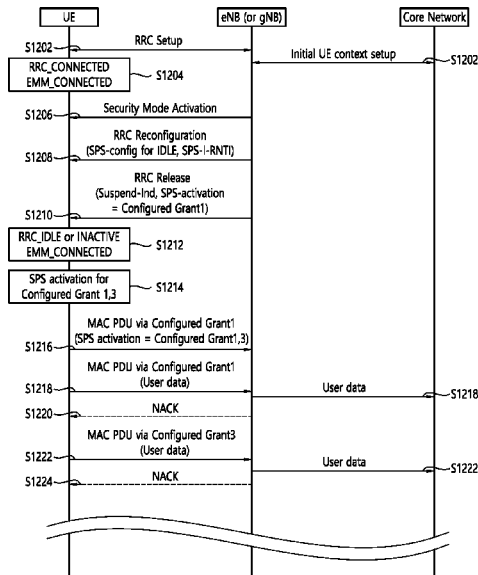 UE
eNB (or gNB)
Core Network
S1202
RRC Setup
Initial UE context setup
S1202
RRC_CONNECTED
EMM_CONNECTED
S1204
S1206
Security Mode Activation
RRC Reconfiguration
(SPS-config for IDLE, SPS-I-RNTI)
S1208
RRC Release
(Suspend-Ind, SPS-activation
= Configured Grant1)
S1210
RRC_IDLE or INACTIVE
EMM_CONNECTED
S1212
SPS activation for
Configured Grant 1,3
S1214
MAC PDU via Configured Grant1
(SPS activation = Configured Grant1,3)
S1216
MAC PDU via Configured Grant1
(User data)
S1218
User data
S1218
S1220
NACK
MAC PDU via Configured Grant3
(User data)
S1222
User data
S1222
S1224
NACK